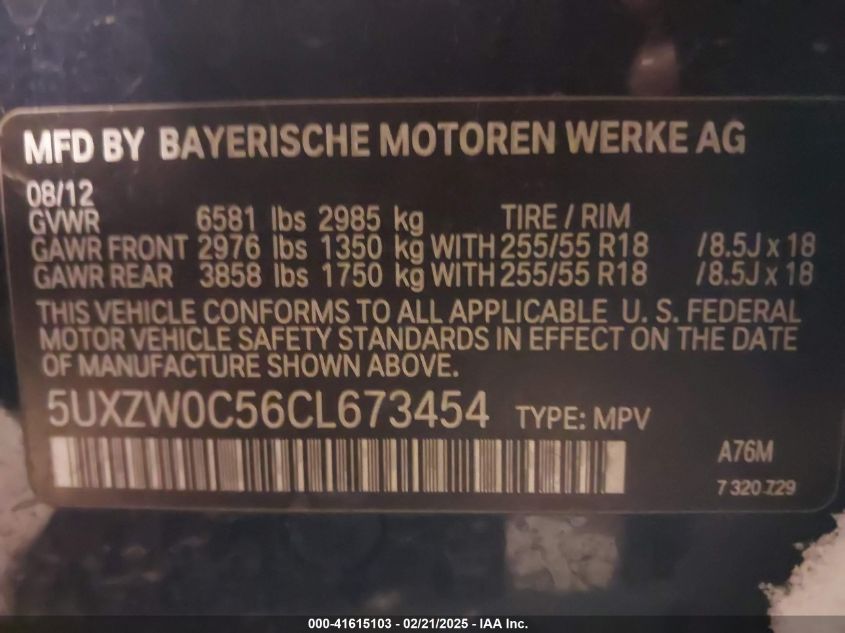 MFD BY BAYERISCHE MOTOREN WERKE AG
08/12
GVWR 6581 lbs 2985 kg TIRE / RIM
GAWR FRONT 2976 lbs 1350 kg WITH 255/55 R18 /8.5J x 18
GAWR REAR 3858 lbs 1750 kg WITH 255/55 R18 /8.5J x 18
THIS VEHICLE CONFORMS TO ALL APPLICABLE U. S. FEDERAL
MOTOR VEHICLE SAFETY STANDARDS IN EFFECT ON THE DATE
OF MANUFACTURE SHOWN ABOVE.
5UXZW0C56CL673454 TYPE: MPV
A76M
7 320 729
000-41615103 - 02/21/2025 - IAA Inc.